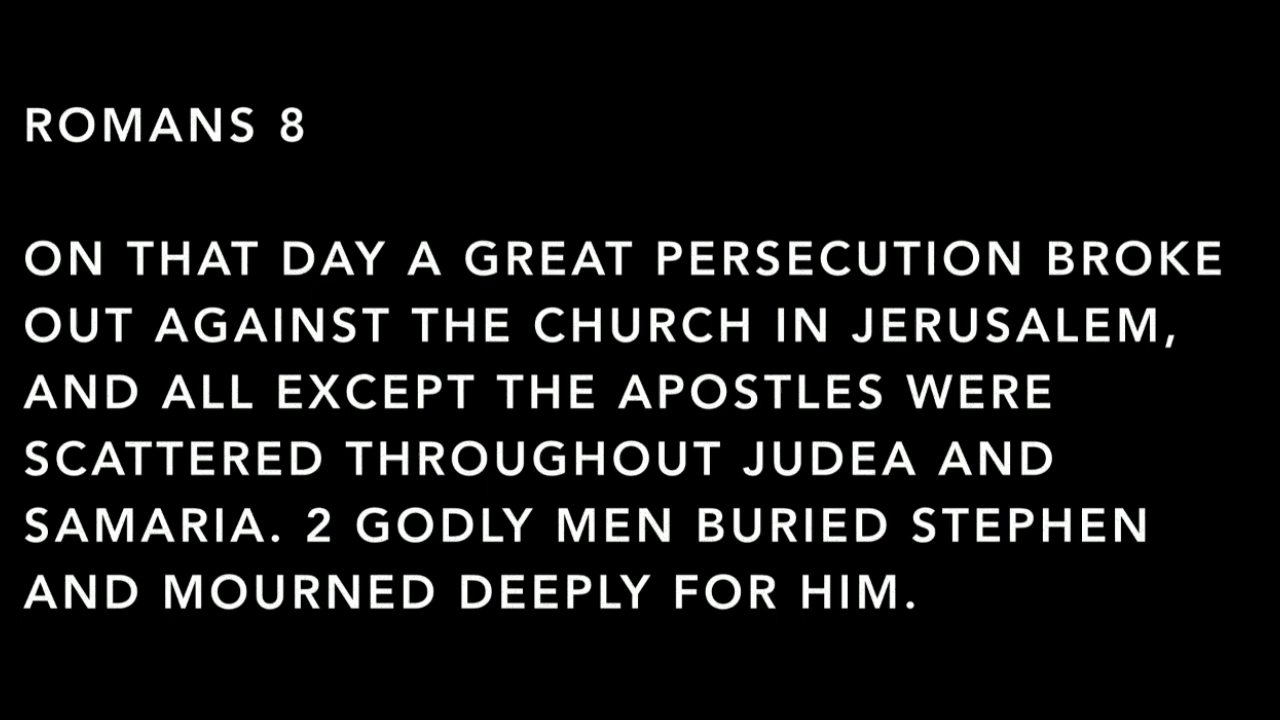 ROMANS 8
ON THAT DAY A GREAT PERSECUTION BROKE
OUT AGAINST THE CHURCH IN JERUSALEM,
AND ALL EXCEPT THE APOSTLES WERE
SCATTERED THROUGHOUT JUDEA AND
SAMARIA. 2 GODLY MEN BURIED STEPHEN
AND MOURNED DEEPLY FOR HIM.